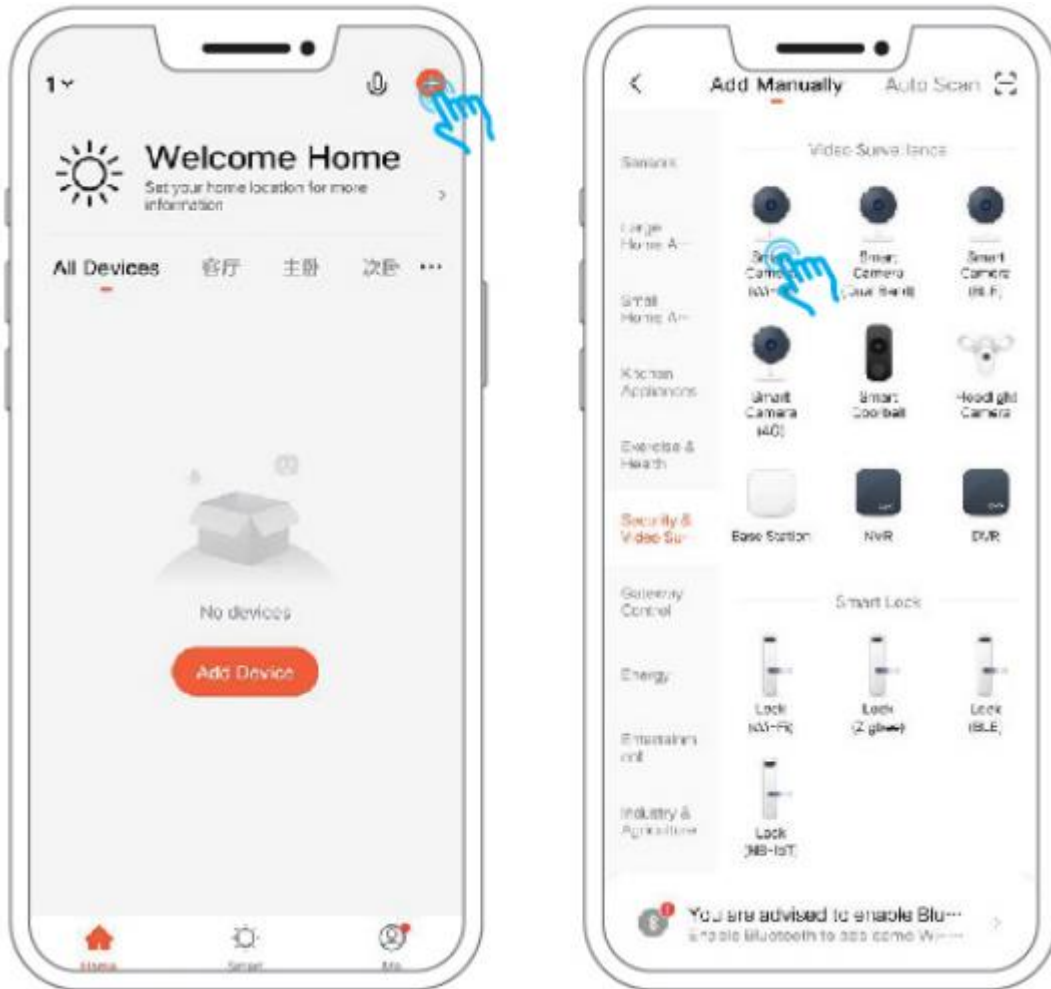 1
Welcome Home
Set your home location for more
information
All Devices 客厅 主卧 次卧 ...
No devices
Add Device
Home Smart Me
Add Manually Auto Scan
Video Surveillance
Sensors
Large
Home A...
Small
Home A...
Kitchen
Appliances
Exercise &
Health
Security &
Video Su...
Gateway
Control
Energy
Entertainm
ent
Industry &
Agriculture
Smart
Camera
(Wi-Fi)
Smart
Camera
(Dual Band)
Smart
Camera
(BLE)
Smart
Camera
(4G)
Smart
Doorbell
Floodlight
Camera
Base Station
NVR
DVR
Smart Lock
Lock
(Wi-Fi)
Lock
(Zigbee)
Lock
(BLE)
Lock
(NB-IoT)
You are advised to enable Blu...
Enable Bluetooth to add some Wi-...